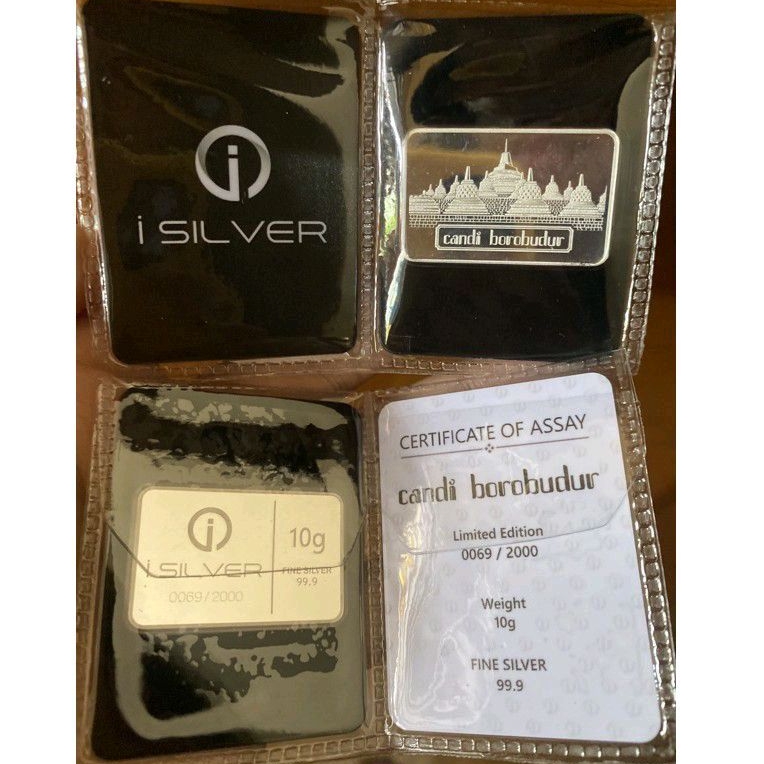 i SILVER
candi borobudur
i SILVER
0069/2000
10g
FINE SILVER
99.9
CERTIFICATE OF ASSAY
candi borobudur
Limited Edition
0069 / 2000
Weight
10g
FINE SILVER
99.9